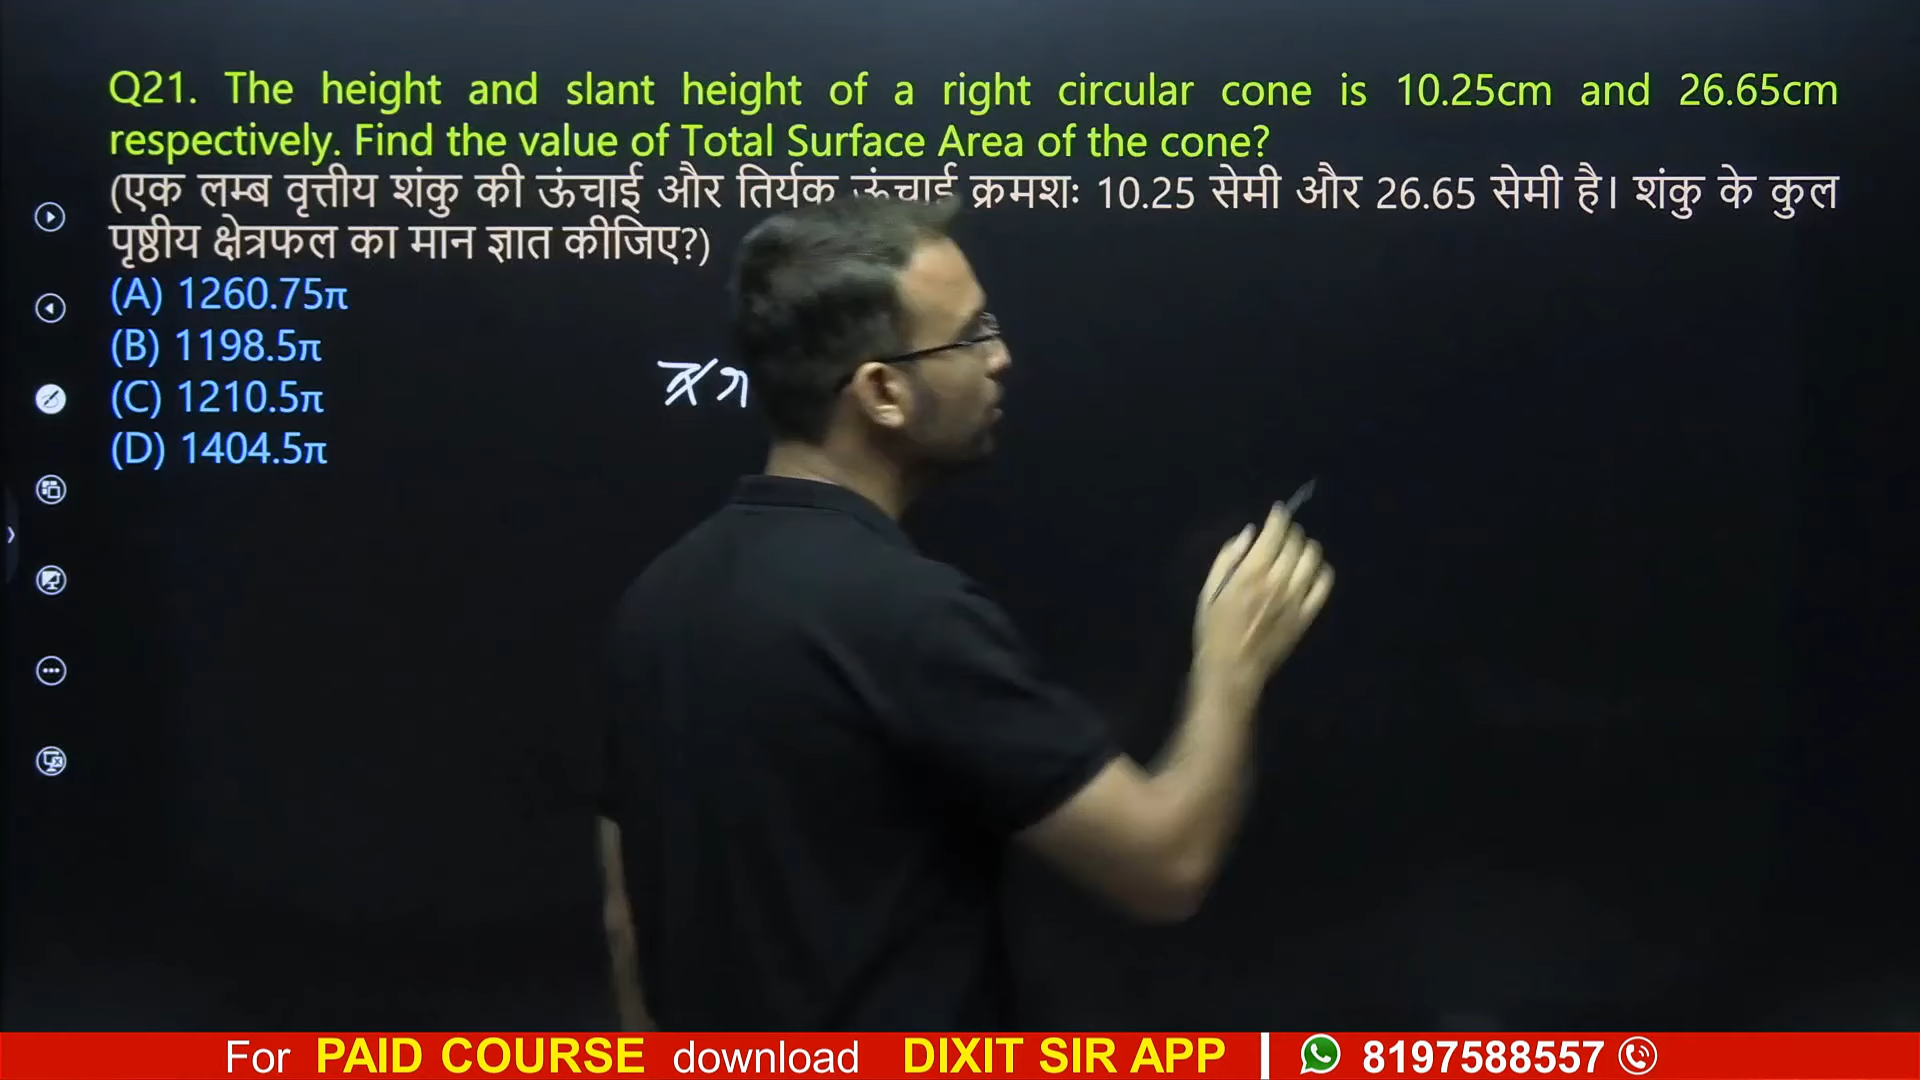 Q21. The height and slant height of a right circular cone is 10.25cm and 26.65cm
respectively. Find the value of Total Surface Area of the cone?
(एक लम्ब वृत्तीय शंकु की ऊंचाई और तिर्यक ऊंचाई क्रमशः 10.25 सेमी और 26.65 सेमी है। शंकु के कुल
पृष्ठीय क्षेत्रफल का मान ज्ञात कीजिए?)
(A) 1260.75π
(B) 1198.5π
(C) 1210.5π
(D) 1404.5π
For PAID COURSE download DIXIT SIR APP | 8197588557